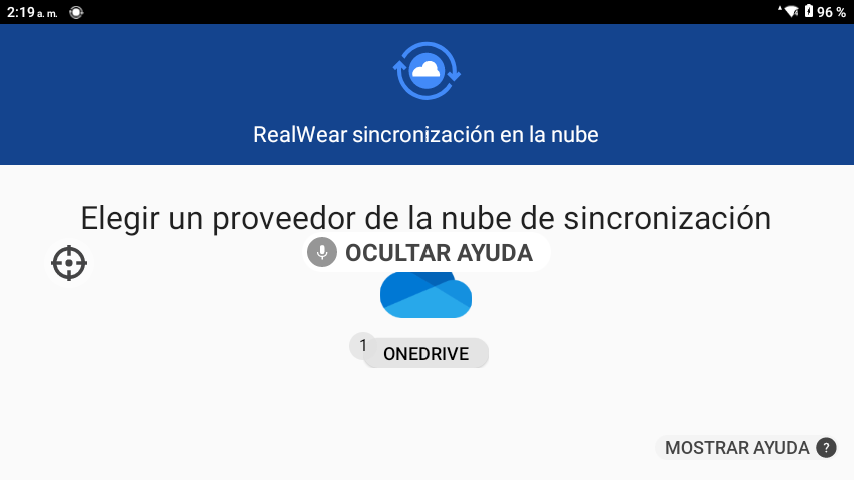 2:19 a. m.
96 %
RealWear sincronización en la nube
Elegir un proveedor de la nube de sincronización
OCULTAR AYUDA
1
ONEDRIVE
MOSTRAR AYUDA ?